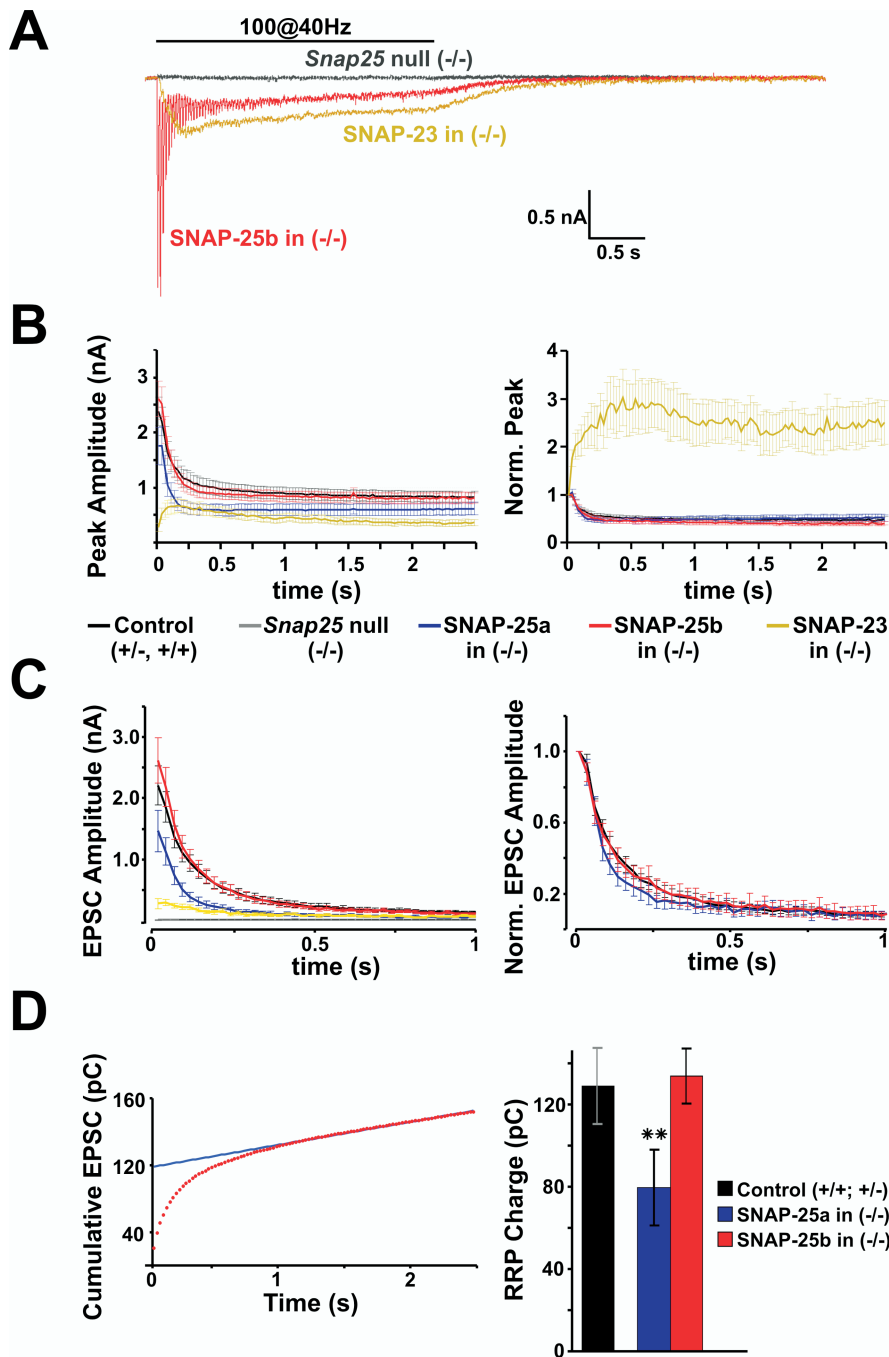 A
100@40Hz
Snap25 null (-/-)
SNAP-23 in (-/-)
SNAP-25b in (-/-)
0.5 nA
0.5 s
B
Peak Amplitude (nA)
3
2
1
0 0.5 1 1.5 2
time (s)
Norm. Peak
4
3
2
1
0
0 0.5 1 1.5 2
time (s)
Control (+/-, +/+)
Snap25 null (-/-)
SNAP-25a in (-/-)
SNAP-25b in (-/-)
SNAP-23 in (-/-)
C
EPSC Amplitude (nA)
3.0
2.0
1.0
0 0.5 1
time (s)
Norm. EPSC Amplitude
1.0
0.6
0.2
0 0.5 1
time (s)
D
Cumulative EPSC (pC)
160
120
40
0 1 2
Time (s)
RRP Charge (pC)
120
80
40
0
**
Control (+/+; +/-)
SNAP-25a in (-/-)
SNAP-25b in (-/-)